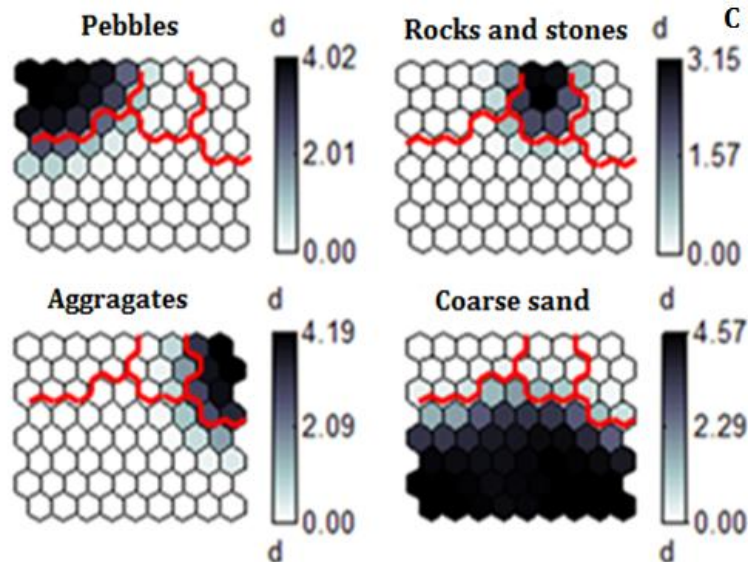 Pebbles
d
4.02
2.01
0.00
Rocks and stones
d
C
3.15
1.57
0.00
Aggragates
d
4.19
2.09
0.00
d
Coarse sand
d
4.57
2.29
0.00
d